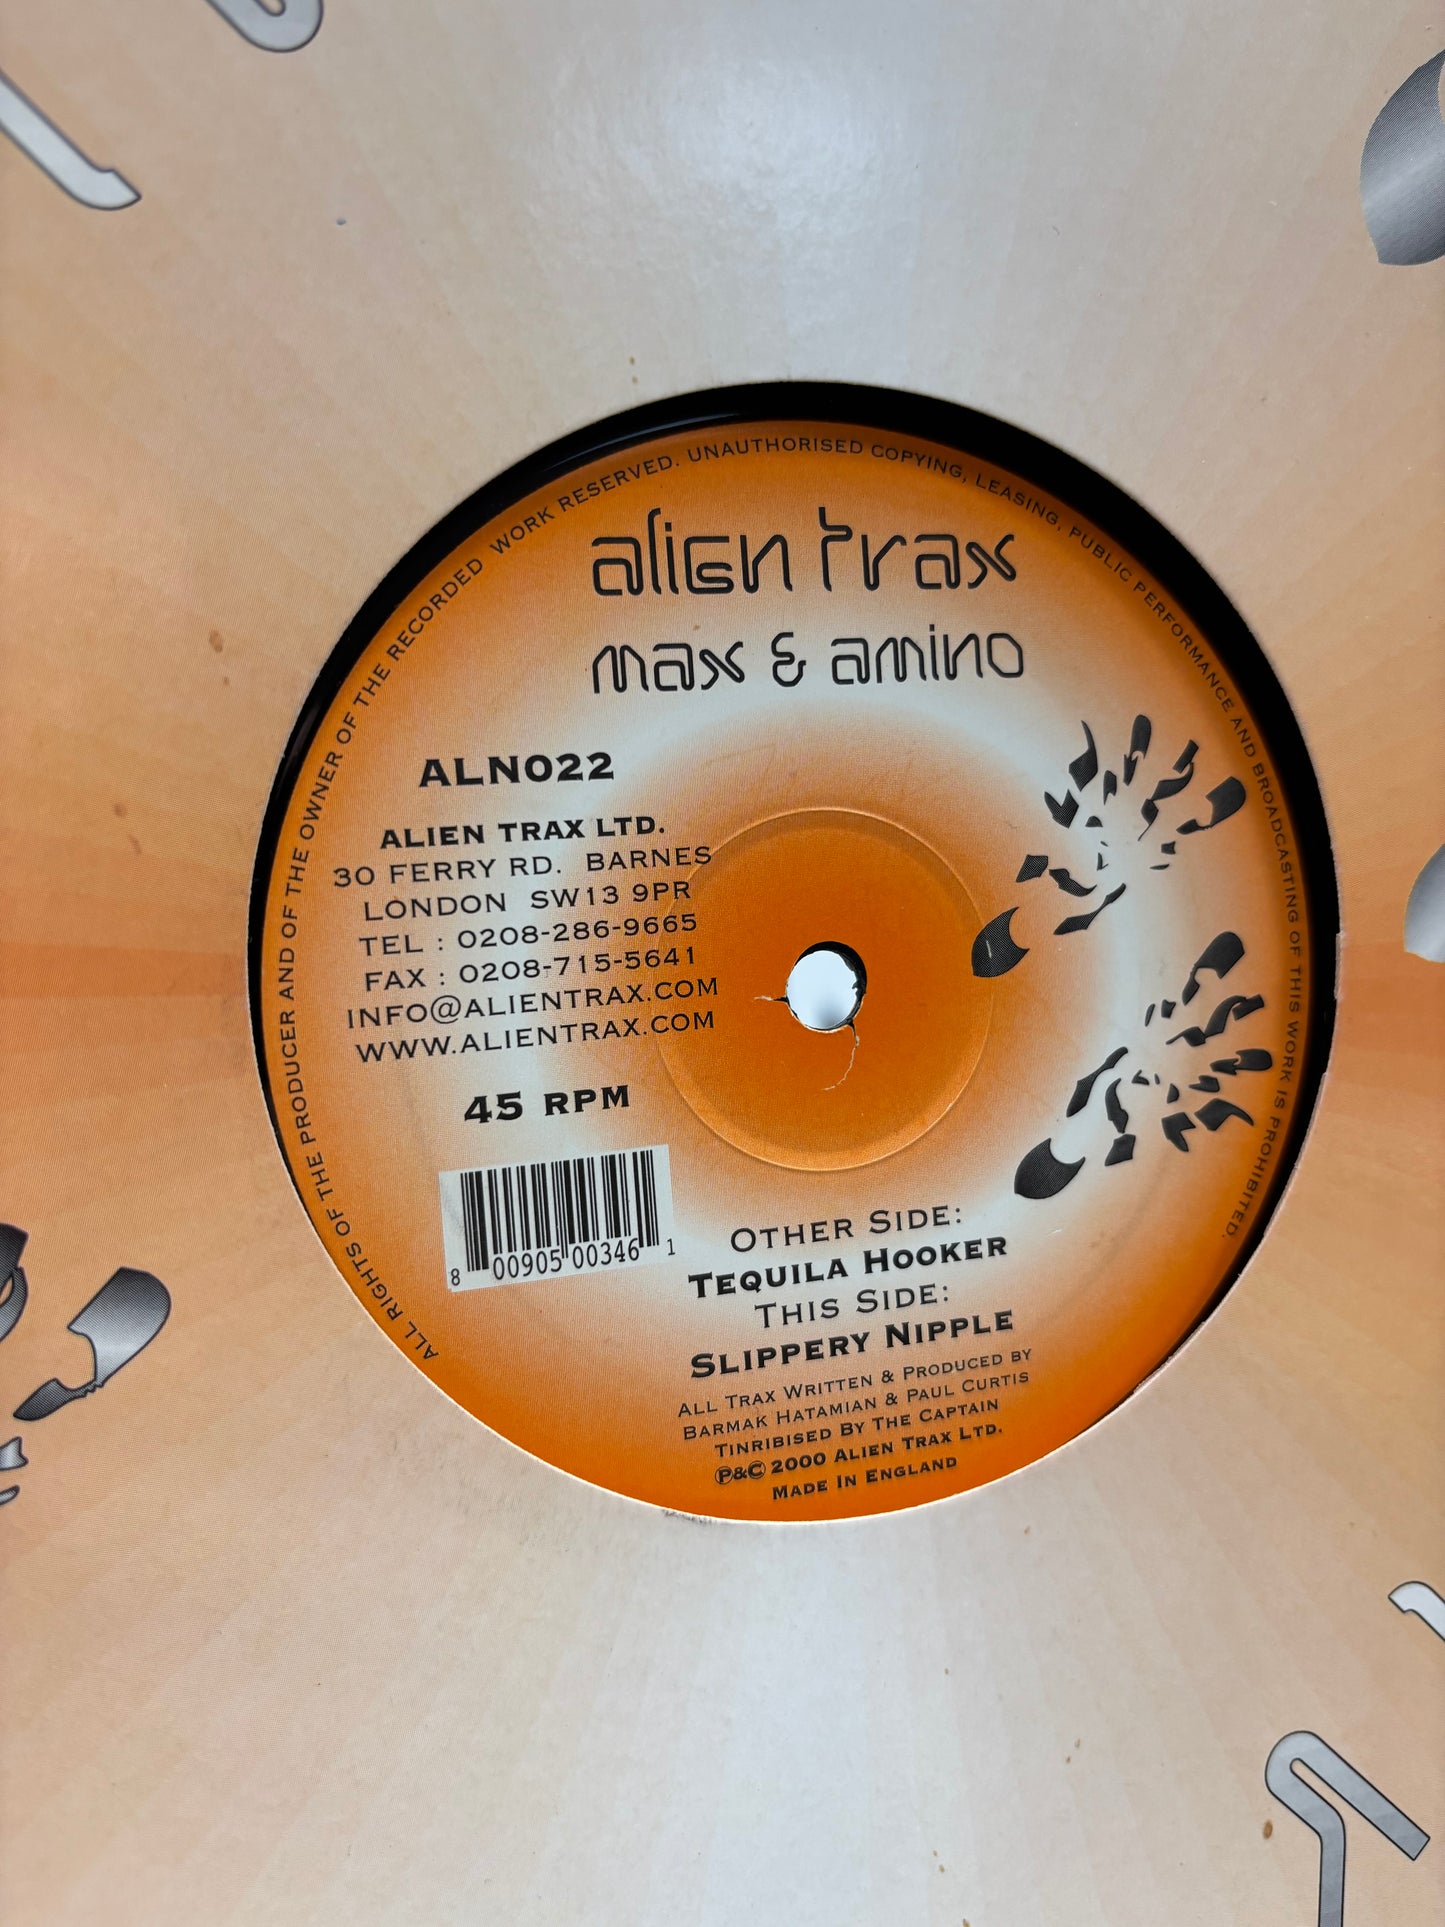 ALL RIGHTS OF THE PRODUCER AND OF THE OWNER OF THE RECORDED WORK RESERVED. UNAUTHORISED COPYING, LEASING, PUBLIC PERFORMANCE AND BROADCASTING OF THIS WORK IS PROHIBITED.
alien trax
max & amino
ALN022
ALIEN TRAX LTD.
30 FERRY RD. BARNES
LONDON SW13 9PR
TEL : 0208-286-9665
FAX : 0208-715-5641
INFO@ALIENTRAX.COM
WWW.ALIENTRAX.COM
45 RPM
8 00905 00346 1
OTHER SIDE:
TEQUILA HOOKER
THIS SIDE:
SLIPPERY NIPPLE
ALL TRAX WRITTEN & PRODUCED BY
BARMAK HATAMIAN & PAUL CURTIS
TINRIBISED BY THE CAPTAIN
Ⓟ&© 2000 ALIEN TRAX LTD.
MADE IN ENGLAND